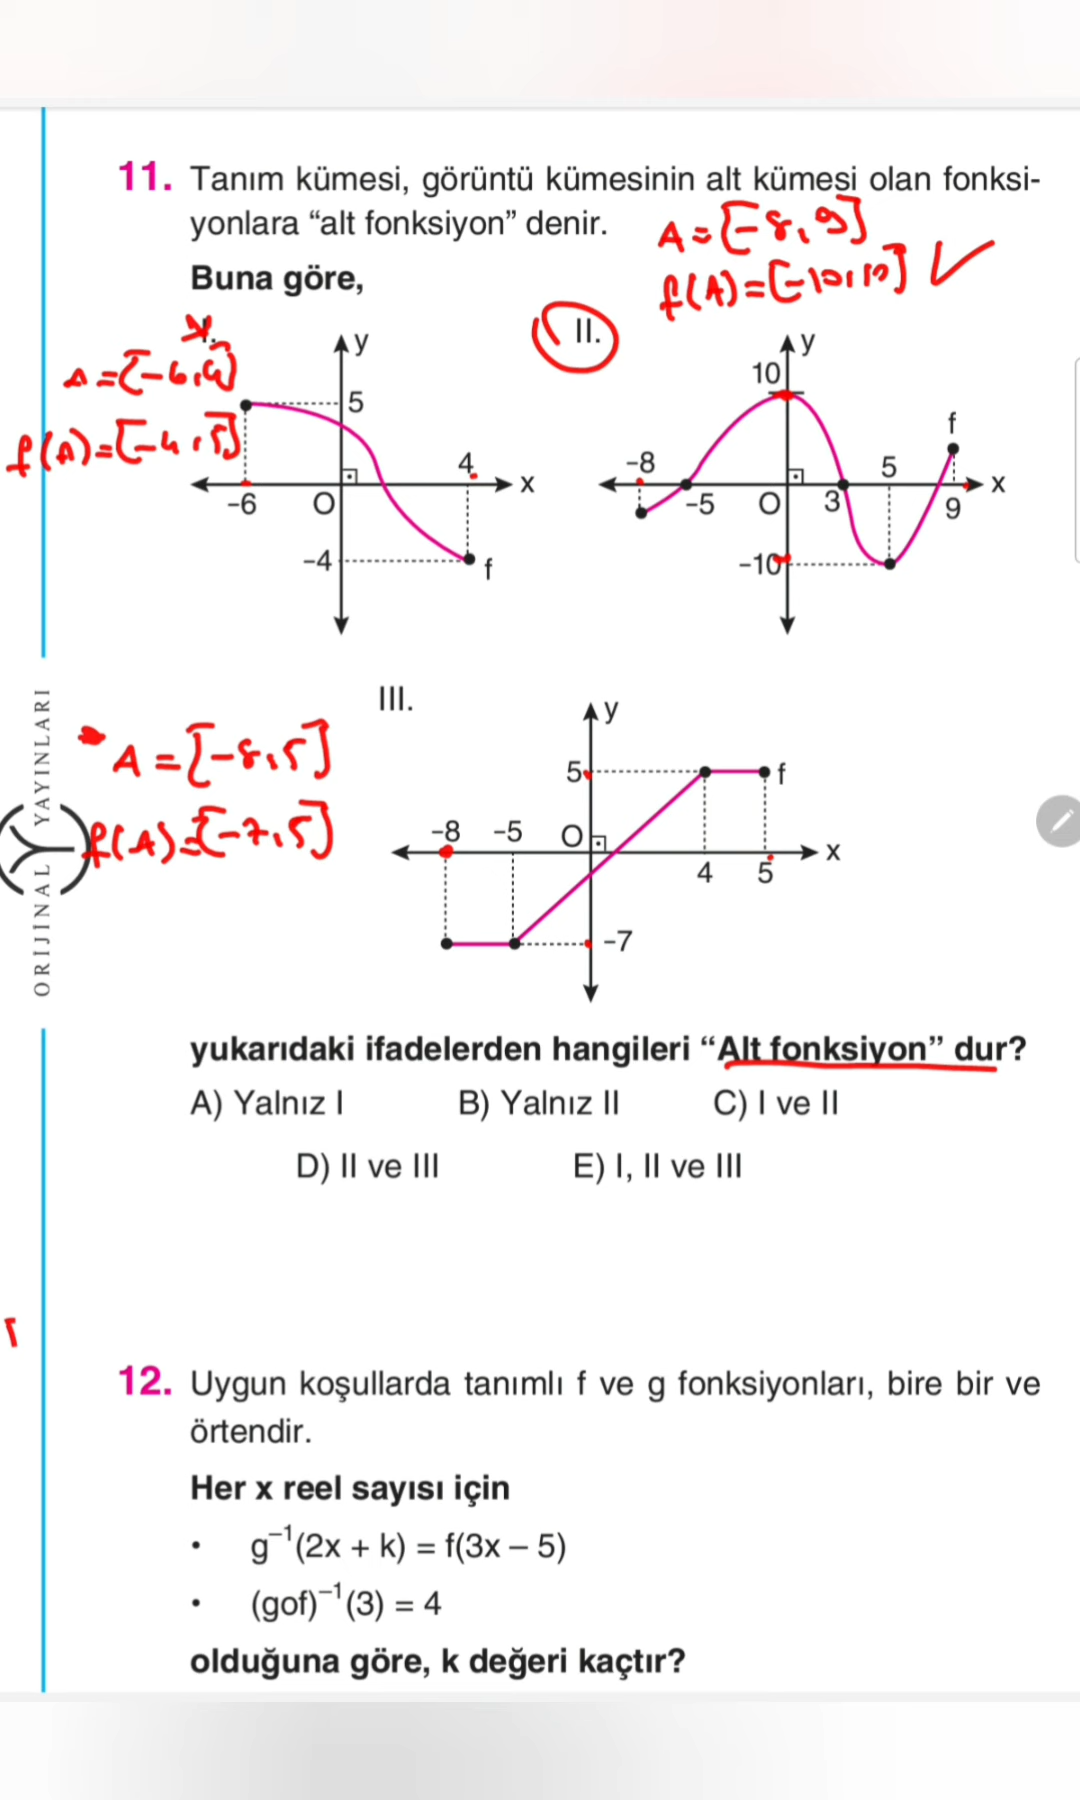 11. Tanım kümesi, görüntü kümesinin alt kümesi olan fonksi-
yonlara “alt fonksiyon” denir.
A=[-8,9]
Buna göre,
f(A)=[-10,10]
I.
A=[-6,4]
f(A)=[-4,5]
y
5
4
x
-6
O
-4
f
II.
y
10
f
-8
5
x
-5
O
3
9
-10
III.
A=[-8,5]
f(A)=[-7,5]
y
5
f
-8
-5
O
x
4
5
-7
ORİJİNAL YAYINLARI
yukarıdaki ifadelerden hangileri “Alt fonksiyon” dur?
A) Yalnız I B) Yalnız II C) I ve II
D) II ve III E) I, II ve III
12. Uygun koşullarda tanımlı f ve g fonksiyonları, bire bir ve
örtendir.
Her x reel sayısı için
• g⁻¹(2x + k) = f(3x – 5)
• (gof)⁻¹(3) = 4
olduğuna göre, k değeri kaçtır?